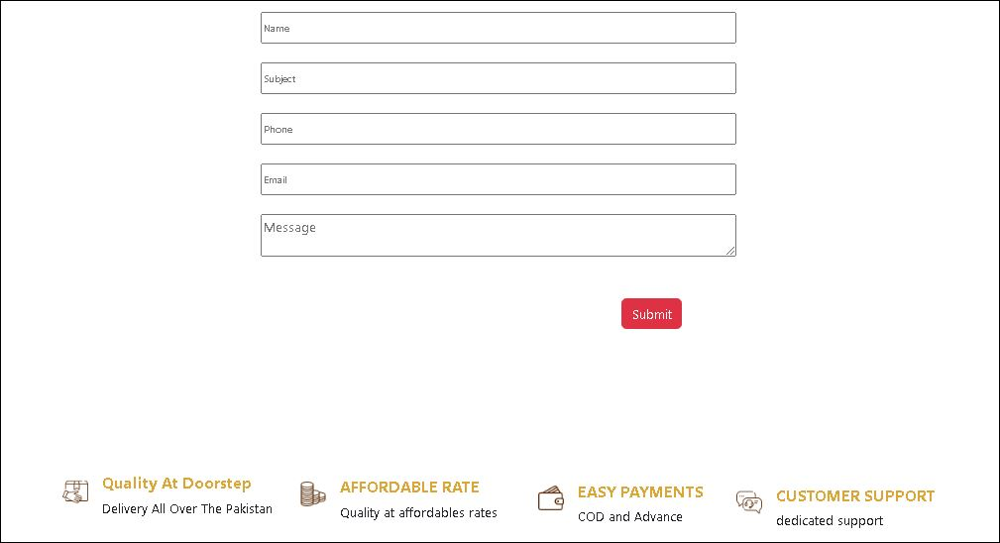 Name
Subject
Phone
Email
Message
Submit
Quality At Doorstep
Delivery All Over The Pakistan
AFFORDABLE RATE
Quality at affordables rates
EASY PAYMENTS
COD and Advance
CUSTOMER SUPPORT
dedicated support